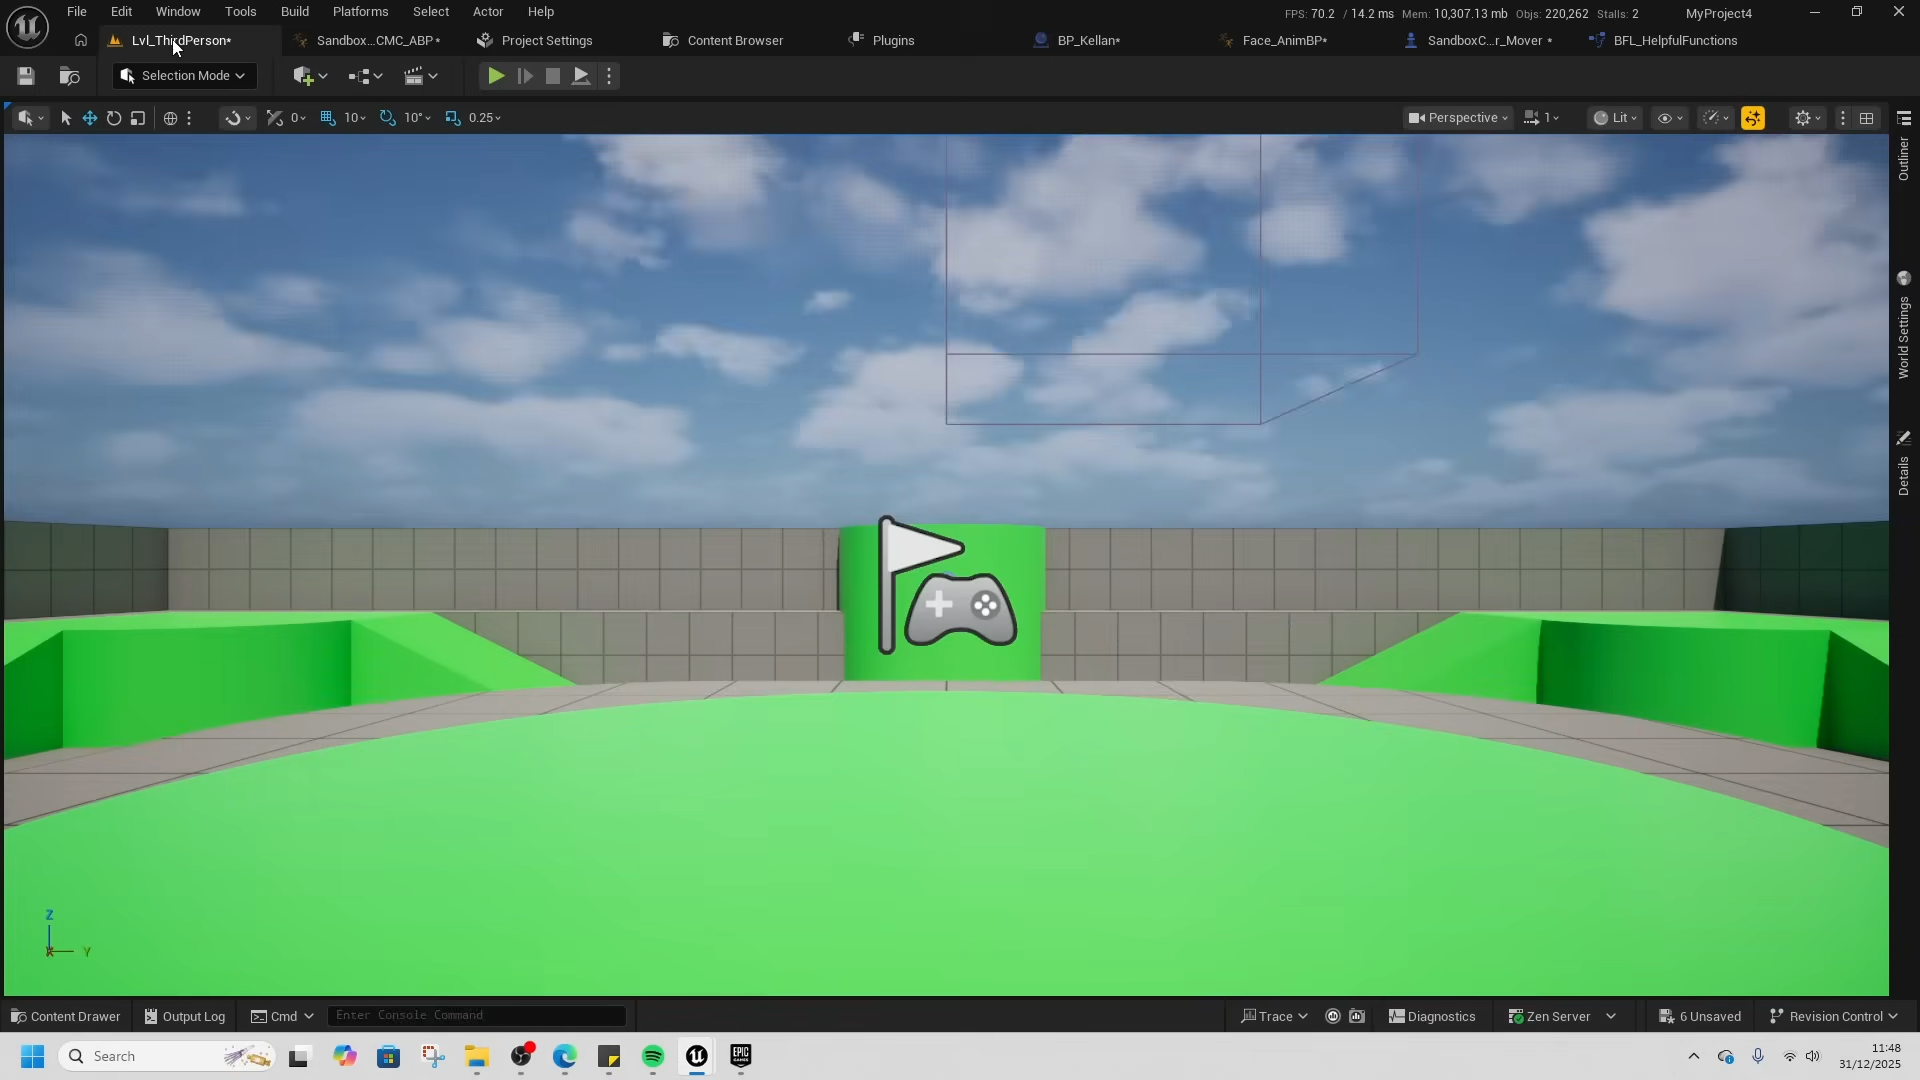 File Edit Window Tools Build Platforms Select Actor Help
FPS: 70.2 / 14.2 ms Mem: 10,307.13 mb Objs: 220,262 Stalls: 2 MyProject4
Lvl_ThirdPerson* Sandbox...CMC_ABP* Project Settings Content Browser Plugins BP_Kellan* Face_AnimBP* SandboxC...r_Mover * BFL_HelpfulFunctions
Selection Mode
0 10 10° 0.25 Perspective 1 Lit
Outliner
World Settings
Details
Z
X Y
Content Drawer Output Log Cmd Enter Console Command Trace Diagnostics Zen Server 6 Unsaved Revision Control
Search EPIC GAMES 11:48
31/12/2025